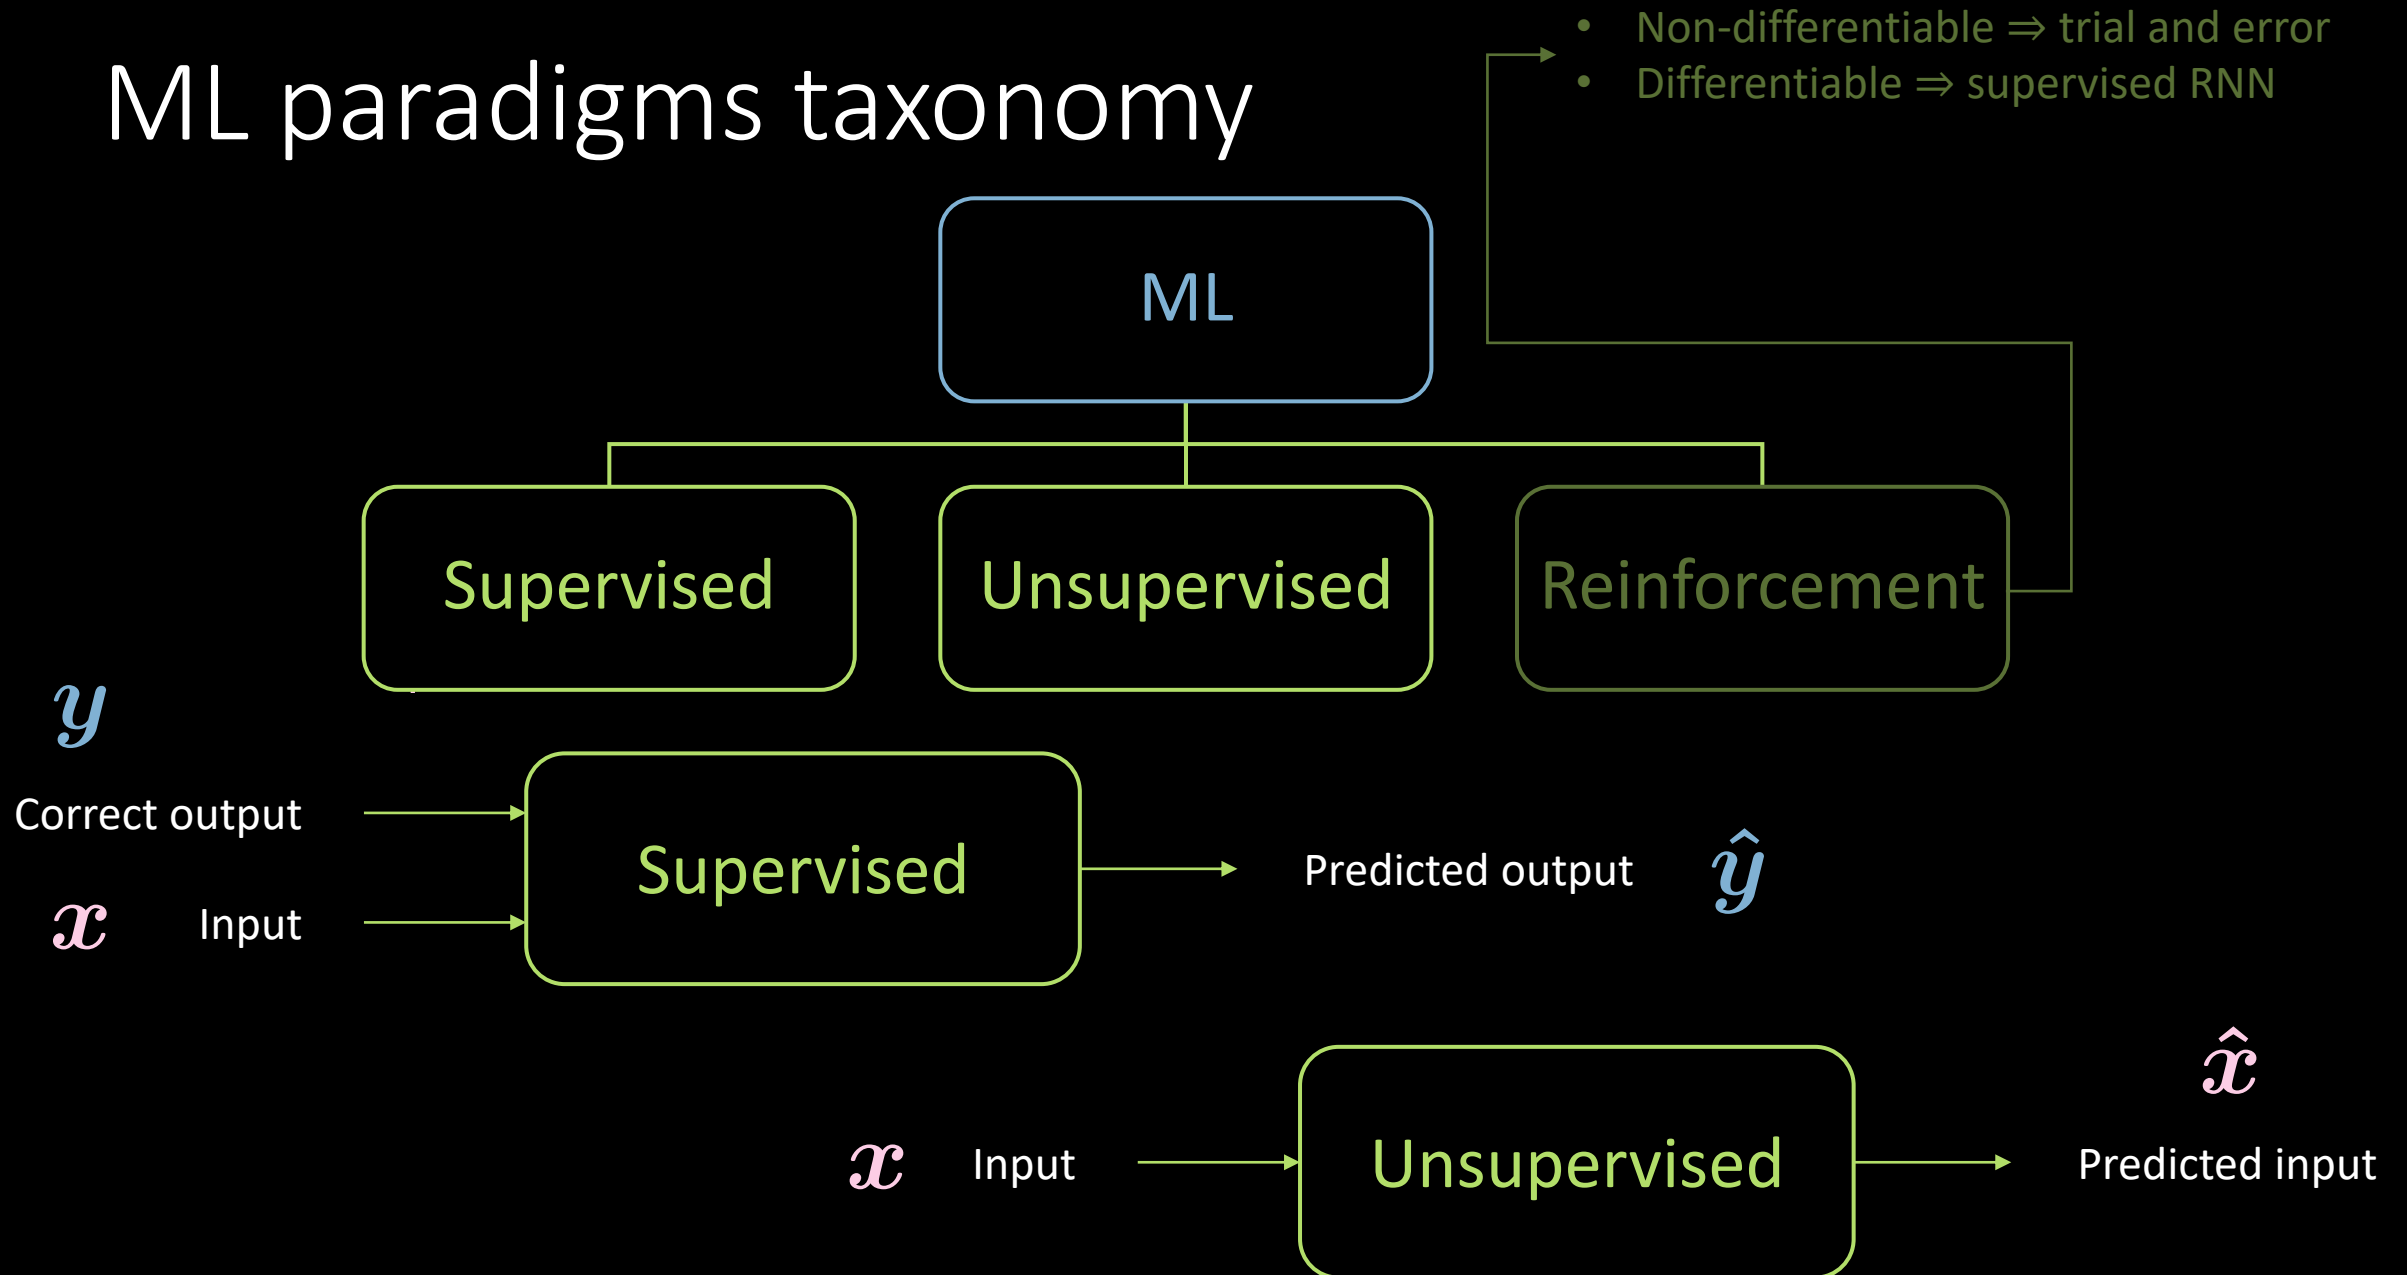 • Non-differentiable ⇒ trial and error
• Differentiable ⇒ supervised RNN
ML paradigms taxonomy
ML
Supervised
Unsupervised
Reinforcement
y
Correct output
x Input
Supervised
Predicted output ŷ
x Input
Unsupervised
x̂
Predicted input